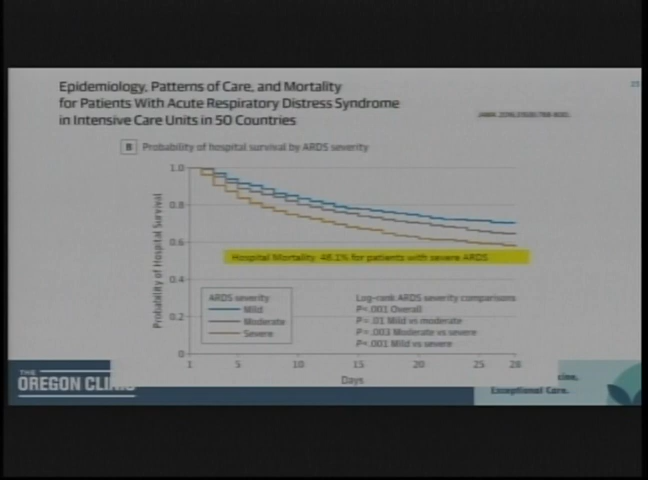 Epidemiology, Patterns of Care, and Mortality
for Patients With Acute Respiratory Distress Syndrome
in Intensive Care Units in 50 Countries
B Probability of hospital survival by ARDS severity
Probability of Hospital Survival
1.0
0.8
0.6
0.4
0.2
0
Hospital Mortality 46.1% for patients with severe ARDS
ARDS severity
Mild
Moderate
Severe
Log-rank ARDS severity comparisons
P<.001 Overall
P=.01 Mild vs moderate
P=.003 Moderate vs severe
P<.001 Mild vs severe
1 5 10 15 20 25 28
Days
THE
OREGON CLINIC
Exceptional Care.